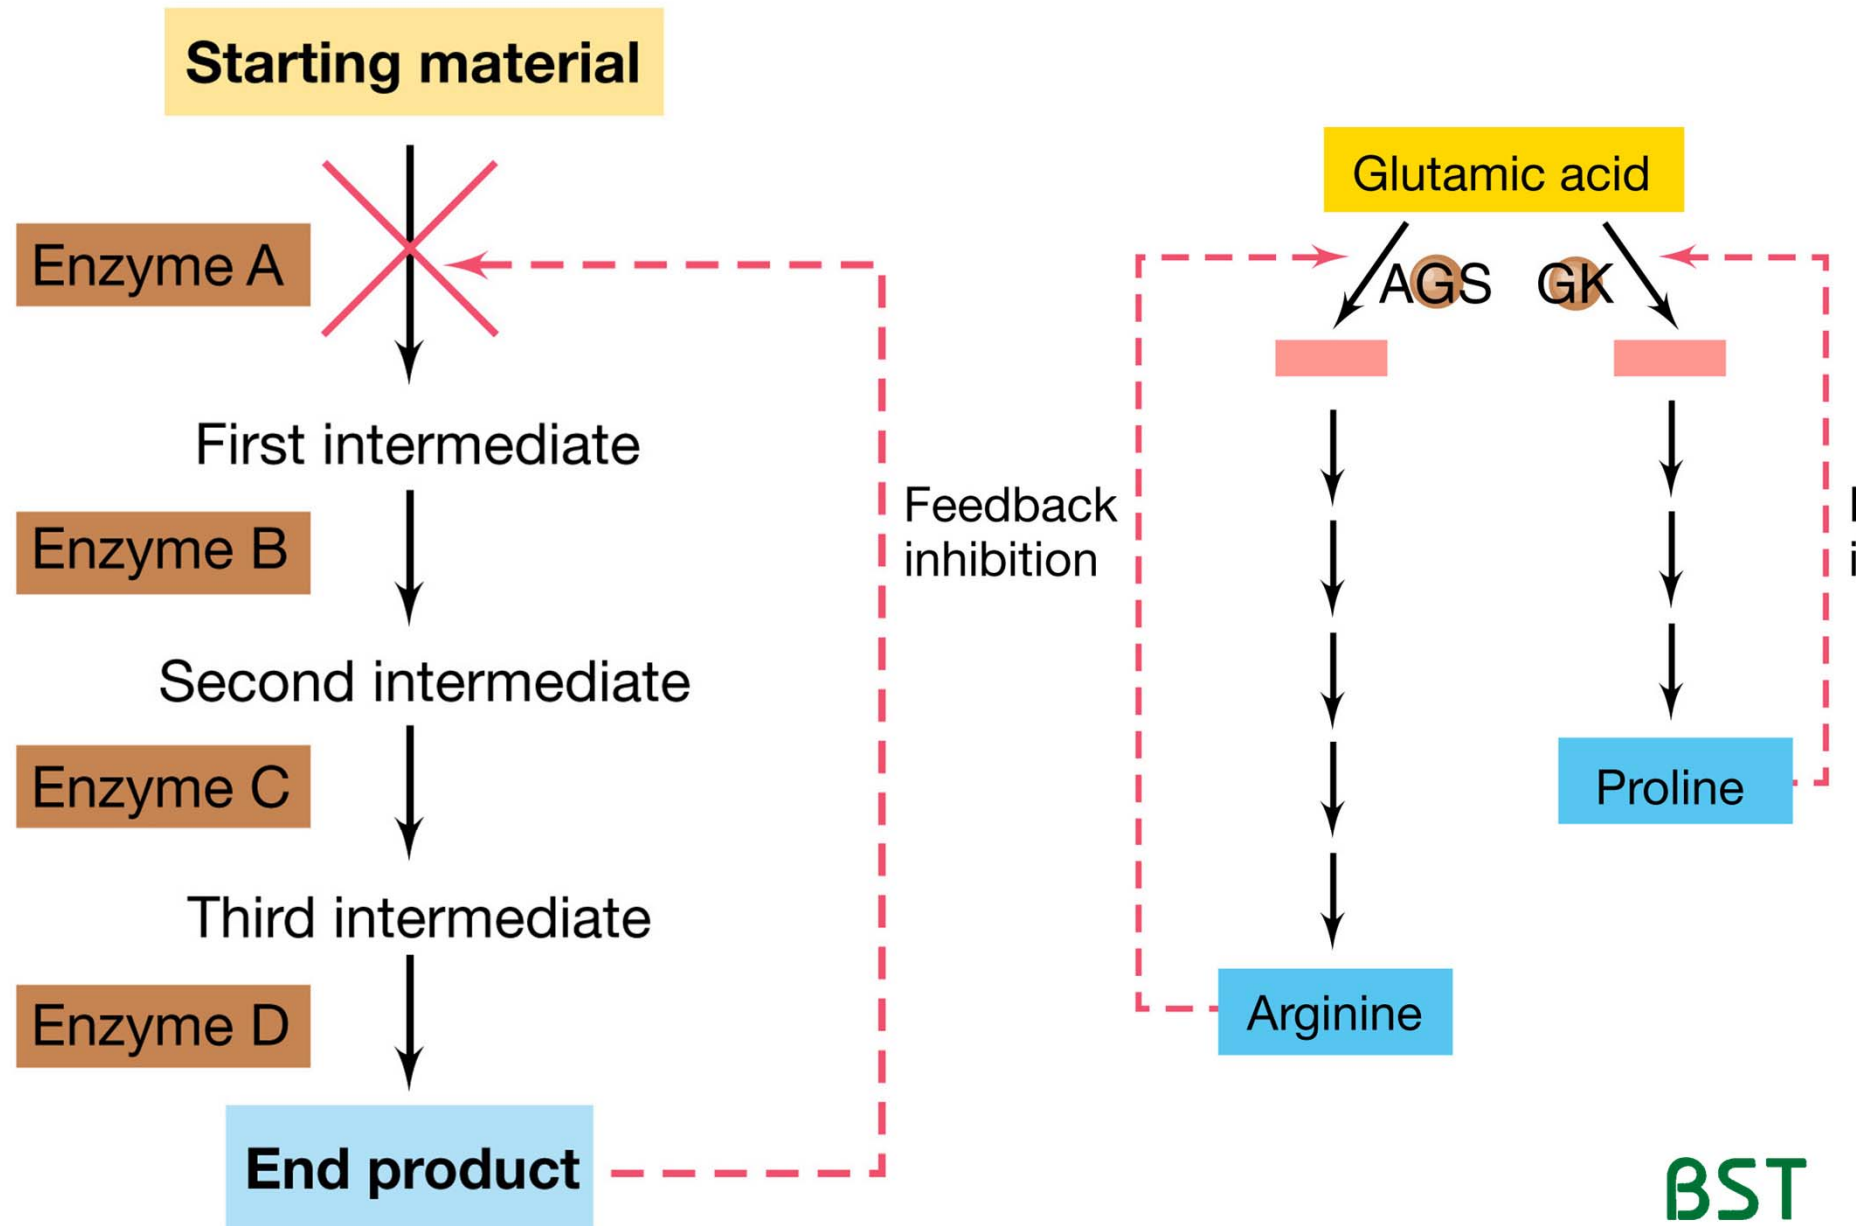 Starting material
Enzyme A
First intermediate
Enzyme B
Second intermediate
Enzyme C
Third intermediate
Enzyme D
End product
Feedback
inhibition
Glutamic acid
AGS
GK
Proline
Arginine
BST